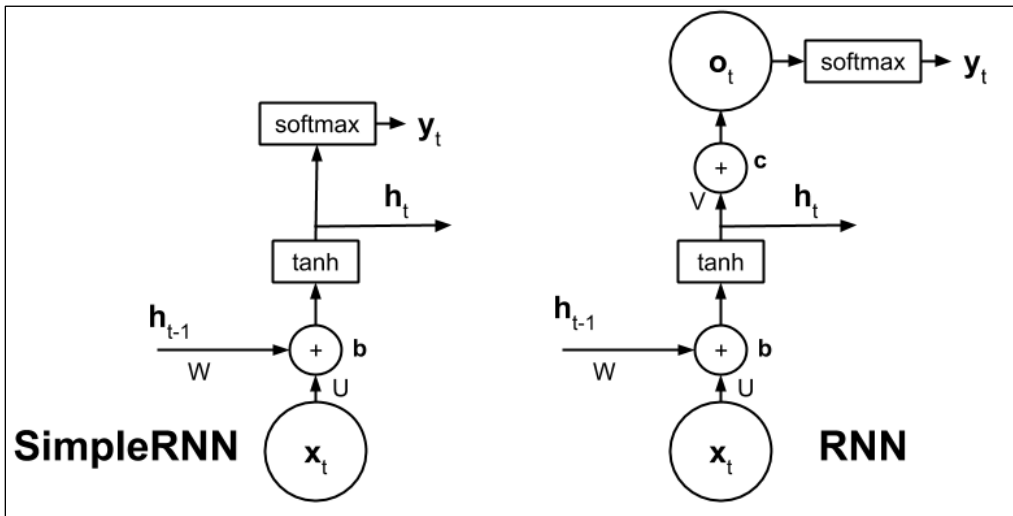 softmax
y_t
h_t
tanh
h_t-1
+
b
W
U
x_t
SimpleRNN
o_t
softmax
y_t
+
c
V
h_t
tanh
h_t-1
+
b
W
U
x_t
RNN